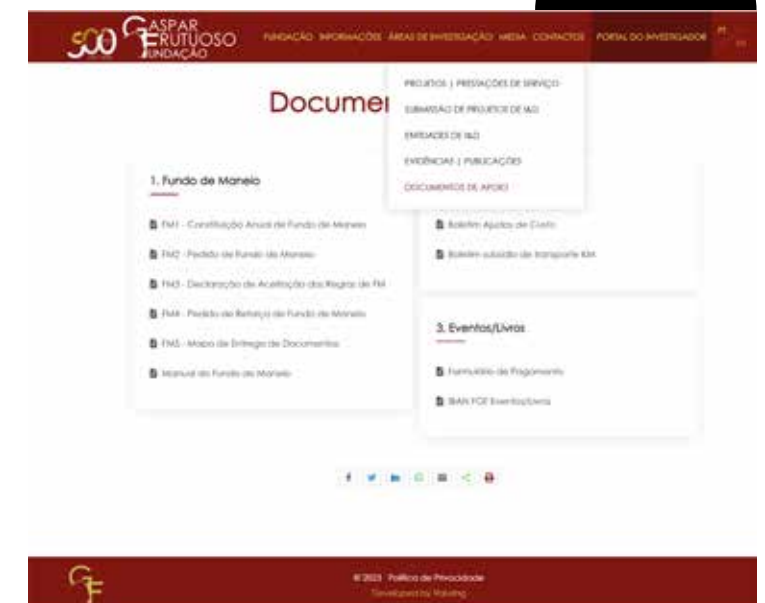 500 GASPAR
FRUTUOSO
FUNDAÇÃO
FUNDAÇÃO INFORMAÇÕES ÁREAS DE INVESTIGAÇÃO MEDIA CONTACTOS PORTAL DO INVESTIGADOR PT
EN
PROJETOS | PRESTAÇÕES DE SERVIÇO
SUBMISSÃO DE PROJETOS DE I&D
ENTIDADES DE I&D
EVIDÊNCIAS | PUBLICAÇÕES
DOCUMENTOS DE APOIO
Documer
1. Fundo de Maneio
FM1 - Constituição Anual de Fundo de Maneio
FM2 - Pedido de Fundo de Maneio
FM3 - Declaração de Aceitação das Regras de FM
FM4 - Pedido de Reforço de Fundo de Maneio
FM5 - Mapa de Entrega de Documentos
Manual do Fundo de Maneio
Boletim Ajudas de Custo
Boletim subsídio de transporte KM
3. Eventos/Livros
Formulário de Pagamento
IBAN FGF Eventos/Livros
GF
© 2023 Política de Privacidade
Developed by